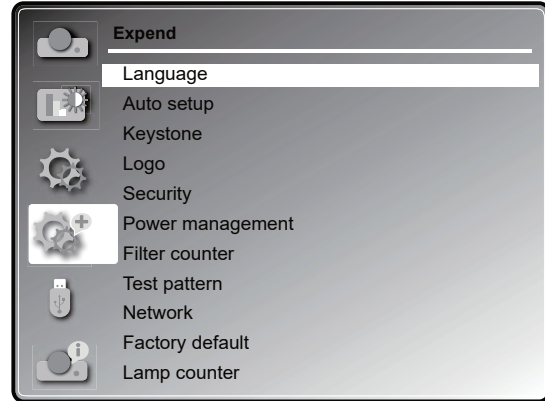 Expend
Language
Auto setup
Keystone
Logo
Security
Power management
Filter counter
Test pattern
Network
Factory default
Lamp counter